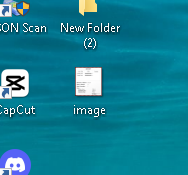 SON Scan
New Folder
(2)
CapCut
image